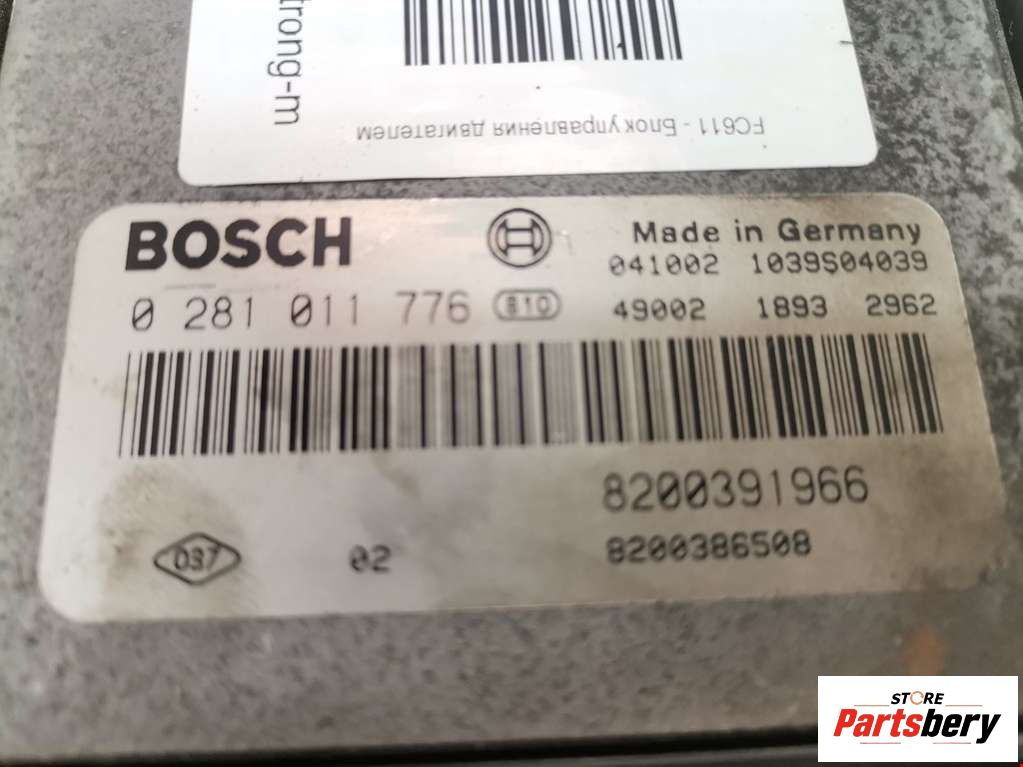 trong-m
FC611 - Блок управления двигателем
BOSCH
Made in Germany
041002 1039S04039
0 281 011 776 810 49002 1893 2962
8200391966
037 02 8200386508
STORE
Partsbery